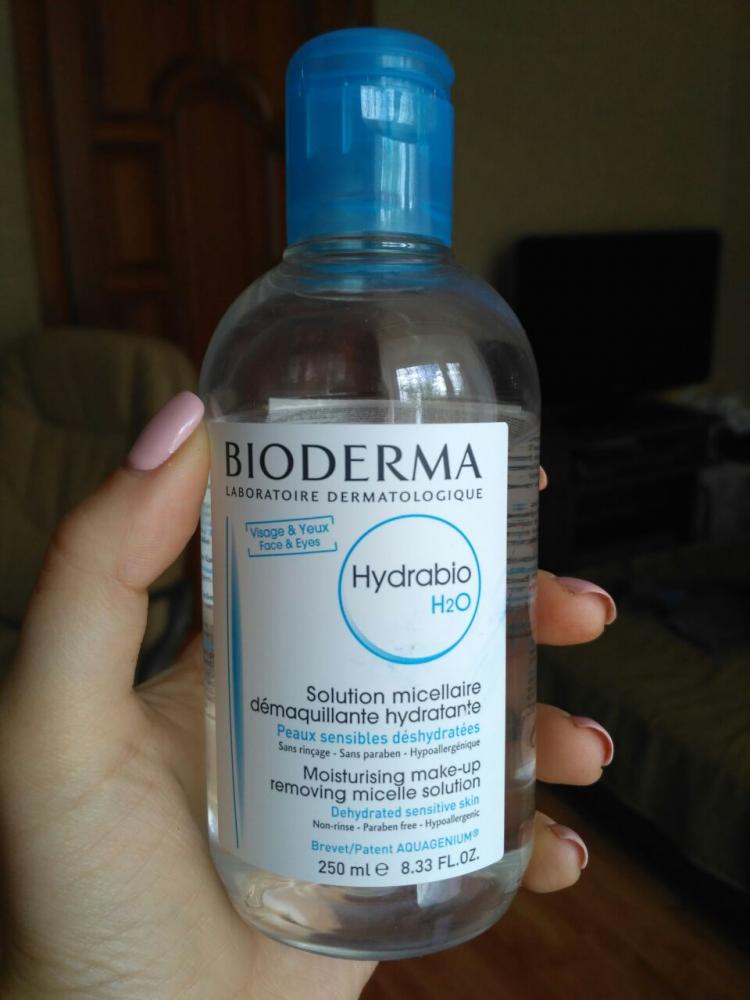 BIODERMA
LABORATOIRE DERMATOLOGIQUE
Visage & Yeux
Face & Eyes
Hydrabio
H2O
Solution micellaire
démaquillante hydratante
Peaux sensibles déshydratées
Sans rinçage - Sans paraben - Hypoallergénique
Moisturising make-up
removing micelle solution
Dehydrated sensitive skin
Non-rinse - Paraben free - Hypoallergenic
Brevet/Patent AQUAGENIUM®
250 ml e 8.33 FL.OZ.